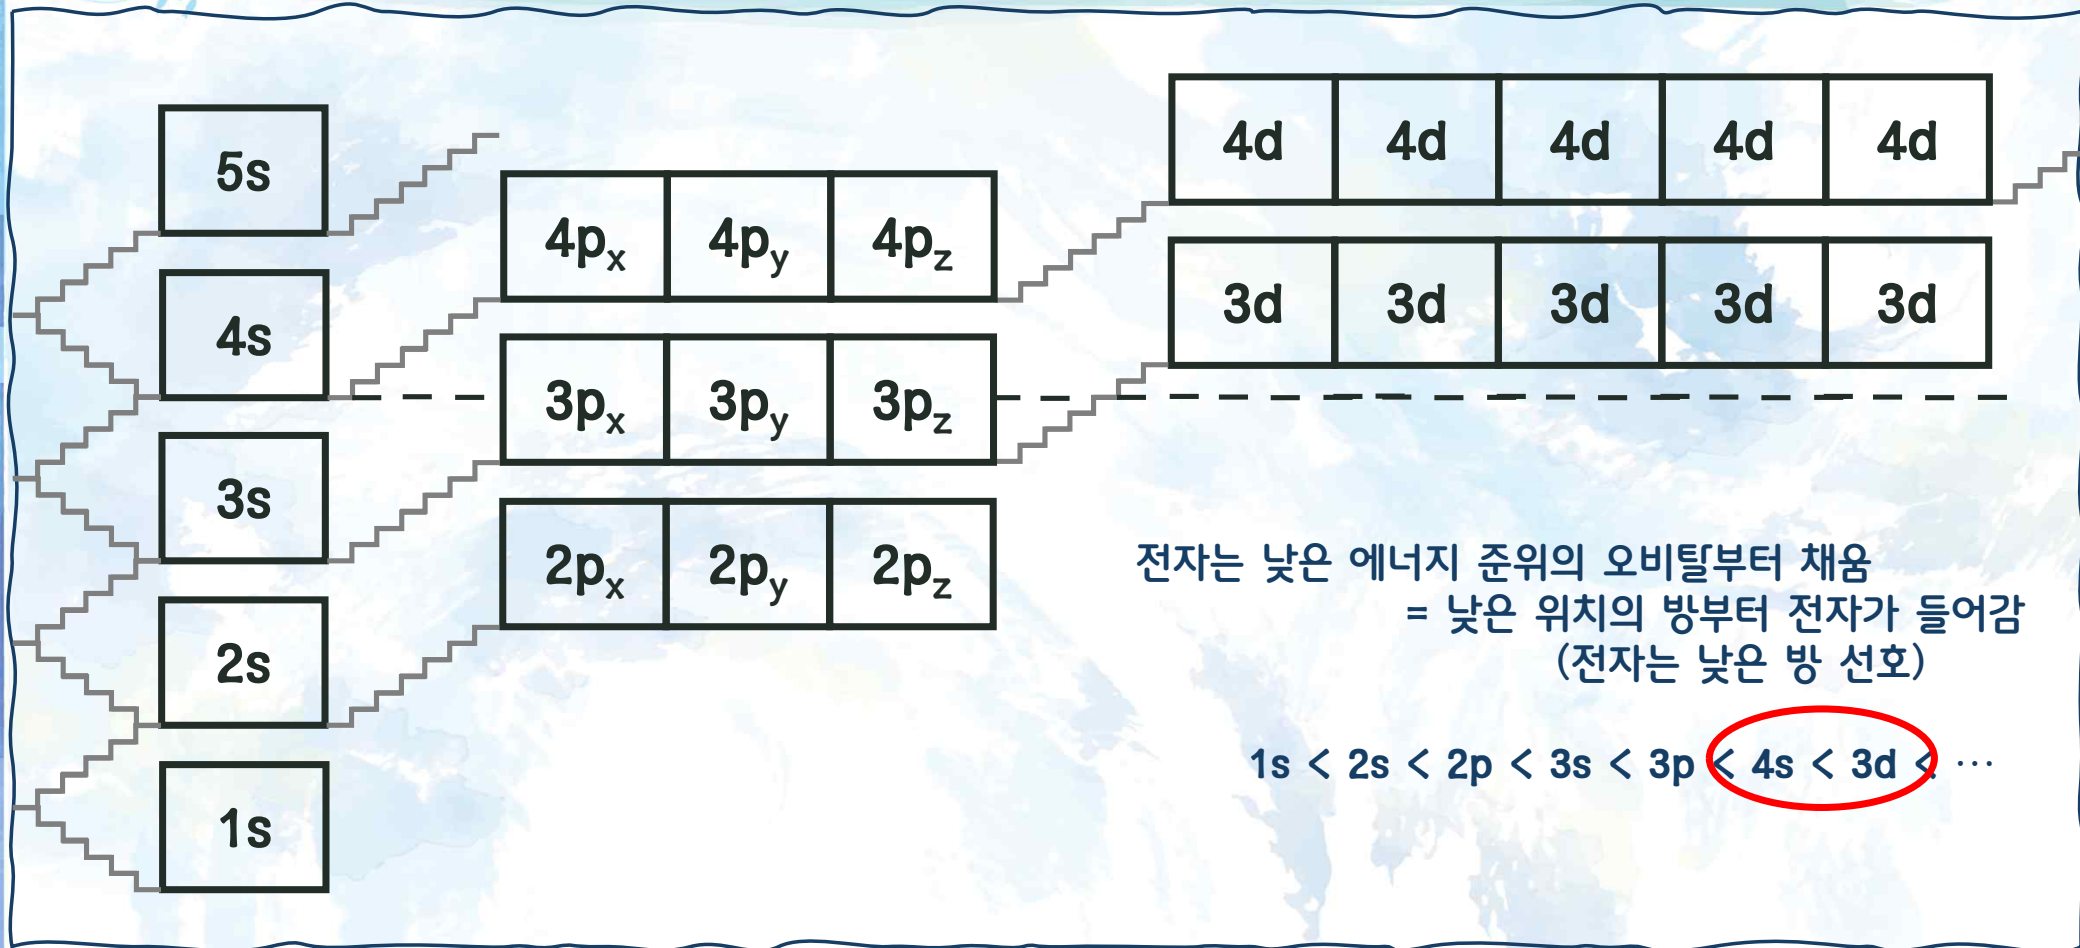 4d 4d 4d 4d 4d
5s
4px 4py 4pz
3d 3d 3d 3d 3d
4s
3px 3py 3pz
3s
2px 2py 2pz
2s
1s
전자는 낮은 에너지 준위의 오비탈부터 채움
= 낮은 위치의 방부터 전자가 들어감
(전자는 낮은 방 선호)
1s < 2s < 2p < 3s < 3p < 4s < 3d < ⋯